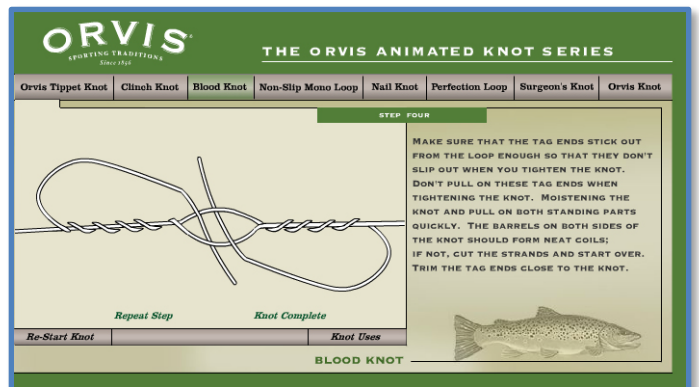 ORVIS
SPORTING TRADITIONS
Since 1856
THE ORVIS ANIMATED KNOT SERIES
Orvis Tippet Knot
Clinch Knot
Blood Knot
Non-Slip Mono Loop
Nail Knot
Perfection Loop
Surgeon's Knot
Orvis Knot
STEP FOUR
MAKE SURE THAT THE TAG ENDS STICK OUT
FROM THE LOOP ENOUGH SO THAT THEY DON'T
SLIP OUT WHEN YOU TIGHTEN THE KNOT.
DON'T PULL ON THESE TAG ENDS WHEN
TIGHTENING THE KNOT. MOISTENING THE
KNOT AND PULL ON BOTH STANDING PARTS
QUICKLY. THE BARRELS ON BOTH SIDES OF
THE KNOT SHOULD FORM NEAT COILS;
IF NOT, CUT THE STRANDS AND START OVER.
TRIM THE TAG ENDS CLOSE TO THE KNOT.
Repeat Step
Knot Complete
Re-Start Knot
Knot Uses
BLOOD KNOT